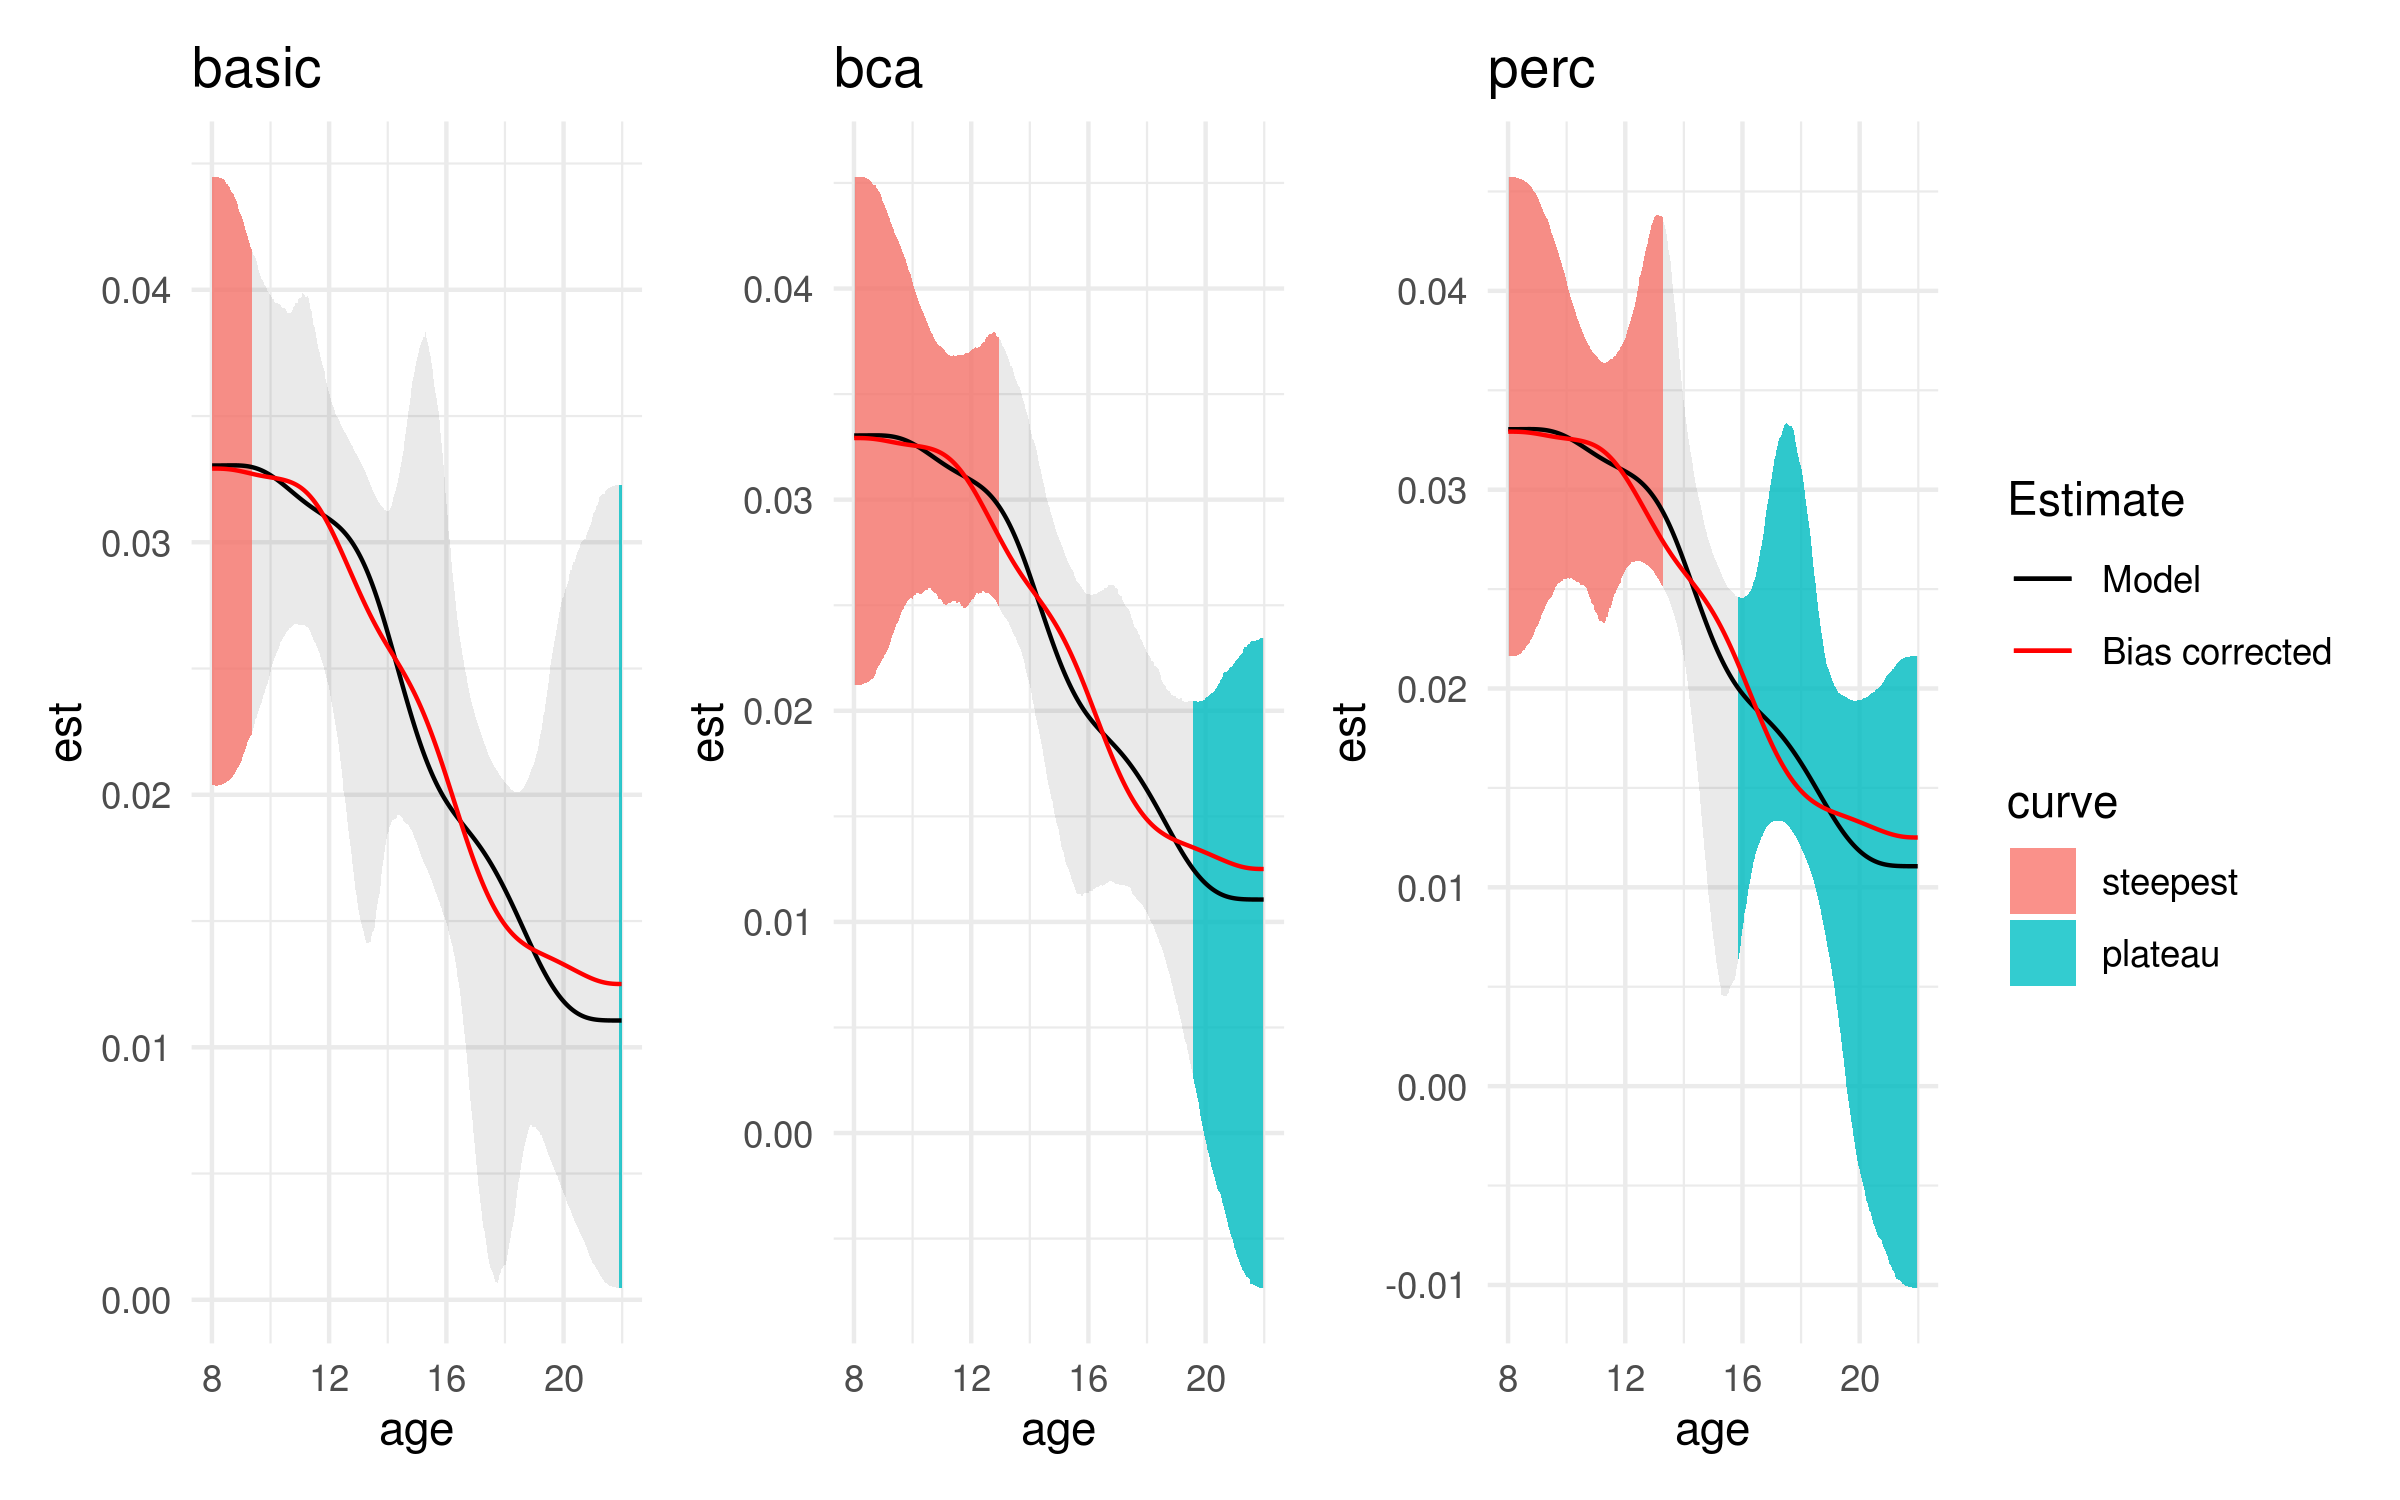 basic
bca
perc
0.04
0.03
0.02
0.01
0.00
est
8 12 16 20
age
0.04
0.03
0.02
0.01
0.00
est
8 12 16 20
age
0.04
0.03
0.02
0.01
0.00
-0.01
est
8 12 16 20
age
Estimate
Model
Bias corrected
curve
steepest
plateau